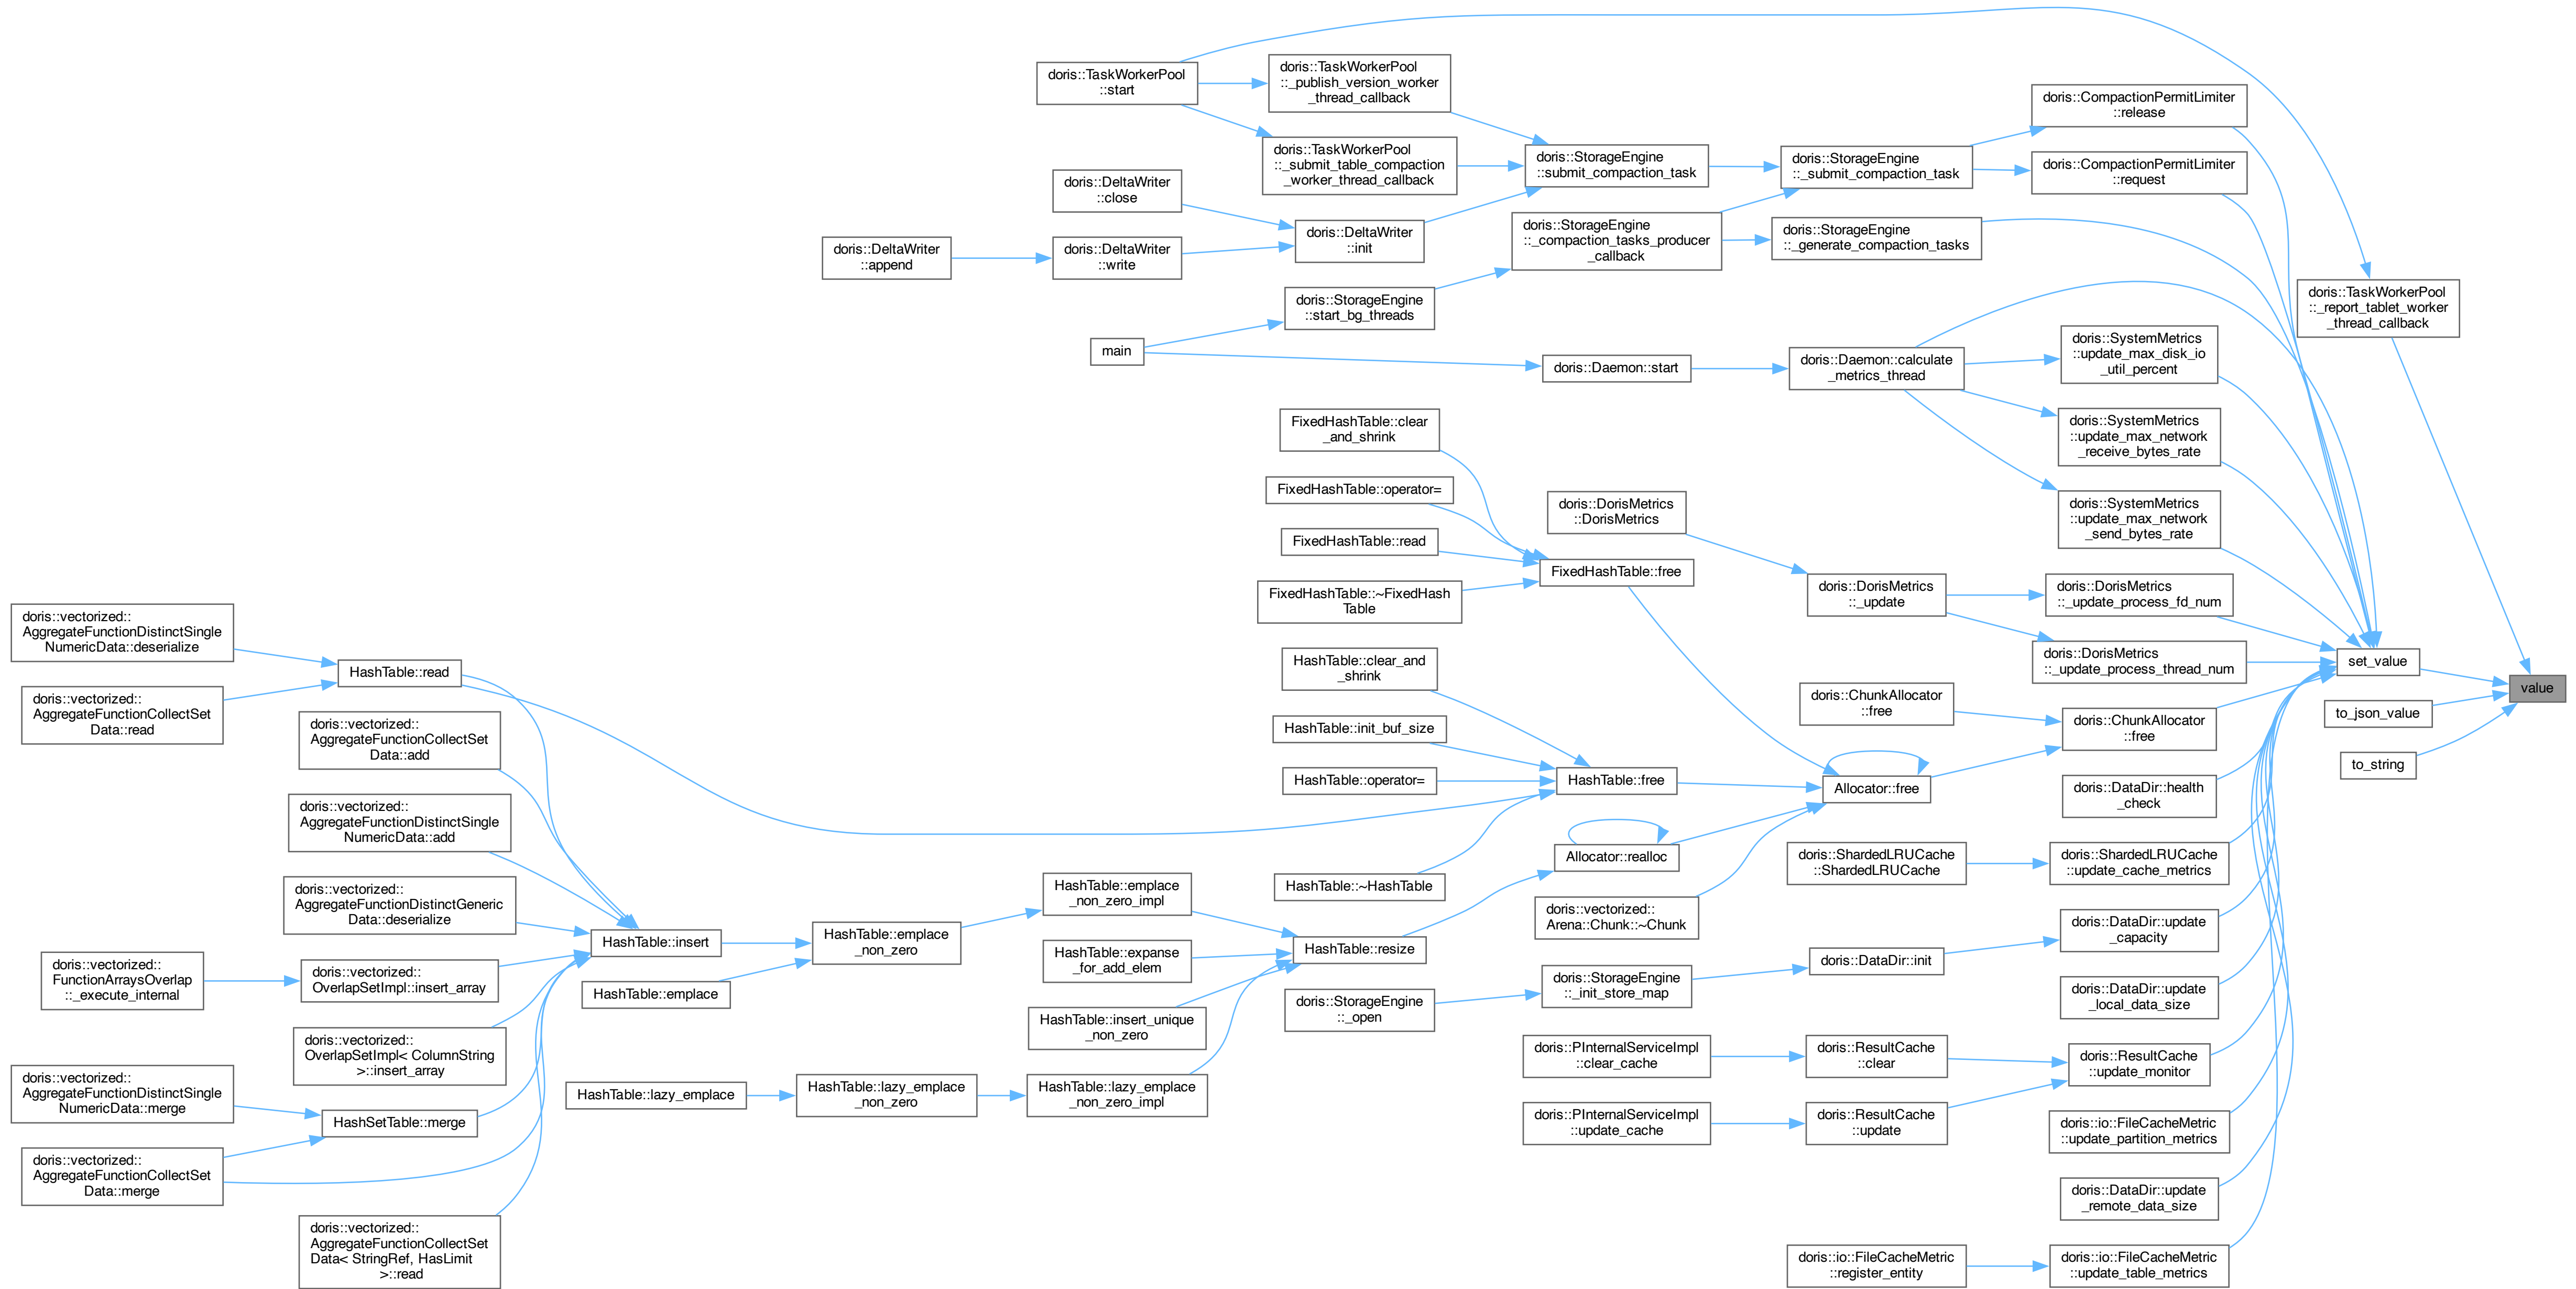 doris::TaskWorkerPool
::start
doris::TaskWorkerPool
::_publish_version_worker
_thread_callback
doris::TaskWorkerPool
::_submit_table_compaction
_worker_thread_callback
doris::StorageEngine
::submit_compaction_task
doris::StorageEngine
::_submit_compaction_task
doris::CompactionPermitLimiter
::release
doris::CompactionPermitLimiter
::request
doris::DeltaWriter
::close
doris::DeltaWriter
::append
doris::DeltaWriter
::write
doris::DeltaWriter
::init
doris::StorageEngine
::_compaction_tasks_producer
_callback
doris::StorageEngine
::_generate_compaction_tasks
doris::StorageEngine
::start_bg_threads
doris::TaskWorkerPool
::_report_tablet_worker
_thread_callback
main
doris::Daemon::start
doris::Daemon::calculate
_metrics_thread
doris::SystemMetrics
::update_max_disk_io
_util_percent
doris::SystemMetrics
::update_max_network
_receive_bytes_rate
doris::SystemMetrics
::update_max_network
_send_bytes_rate
FixedHashTable::clear
_and_shrink
FixedHashTable::operator=
FixedHashTable::read
FixedHashTable::~FixedHash
Table
doris::DorisMetrics
::DorisMetrics
FixedHashTable::free
doris::DorisMetrics
::_update
doris::DorisMetrics
::_update_process_fd_num
doris::DorisMetrics
::_update_process_thread_num
set_value
value
to_json_value
to_string
doris::vectorized::
AggregateFunctionDistinctSingle
NumericData::deserialize
doris::vectorized::
AggregateFunctionCollectSet
Data::read
HashTable::read
doris::vectorized::
AggregateFunctionCollectSet
Data::add
doris::vectorized::
AggregateFunctionDistinctSingle
NumericData::add
doris::vectorized::
AggregateFunctionDistinctGeneric
Data::deserialize
HashTable::clear_and
_shrink
HashTable::init_buf_size
HashTable::operator=
HashTable::~HashTable
HashTable::free
Allocator::realloc
doris::vectorized::
Arena::Chunk::~Chunk
Allocator::free
doris::ChunkAllocator
::free
doris::ChunkAllocator
::free
doris::DataDir::health
_check
doris::ShardedLRUCache
::ShardedLRUCache
doris::ShardedLRUCache
::update_cache_metrics
doris::vectorized::
FunctionArraysOverlap
::_execute_internal
doris::vectorized::
OverlapSetImpl::insert_array
doris::vectorized::
OverlapSetImpl< ColumnString
>::insert_array
HashTable::insert
HashTable::emplace
HashTable::emplace
_non_zero
HashTable::emplace
_non_zero_impl
HashTable::expanse
_for_add_elem
HashTable::insert_unique
_non_zero
HashTable::resize
doris::StorageEngine
::_open
doris::StorageEngine
::_init_store_map
doris::DataDir::init
doris::DataDir::update
_capacity
doris::DataDir::update
_local_data_size
doris::vectorized::
AggregateFunctionDistinctSingle
NumericData::merge
doris::vectorized::
AggregateFunctionCollectSet
Data::merge
HashSetTable::merge
doris::vectorized::
AggregateFunctionCollectSet
Data< StringRef, HasLimit
>::read
HashTable::lazy_emplace
HashTable::lazy_emplace
_non_zero
HashTable::lazy_emplace
_non_zero_impl
doris::PInternalServiceImpl
::clear_cache
doris::ResultCache
::clear
doris::ResultCache
::update_monitor
doris::PInternalServiceImpl
::update_cache
doris::ResultCache
::update
doris::io::FileCacheMetric
::update_partition_metrics
doris::DataDir::update
_remote_data_size
doris::io::FileCacheMetric
::register_entity
doris::io::FileCacheMetric
::update_table_metrics